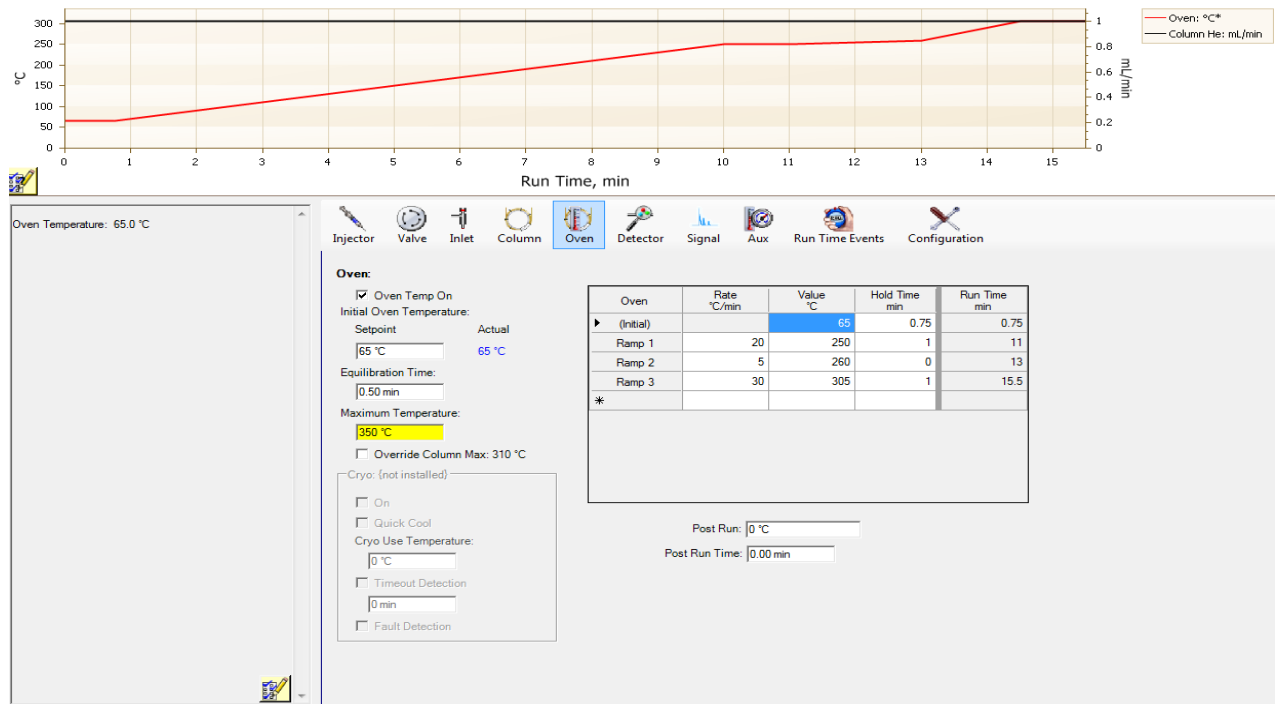 300
250
200
150
100
50
0
°C
0 1 2 3 4 5 6 7 8 9 10 11 12 13 14 15
Run Time, min
1
0.8
0.6
0.4
0.2
0
mL/min
Oven: °C*
Column He: mL/min
Oven Temperature: 65.0 °C
Injector Valve Inlet Column Oven Detector Signal Aux Run Time Events Configuration
Oven:
Oven Temp On
Initial Oven Temperature:
Setpoint Actual
65 °C 65 °C
Equilibration Time:
0.50 min
Maximum Temperature:
350 °C
Override Column Max: 310 °C
Cryo: {not installed}
On
Quick Cool
Cryo Use Temperature:
0 °C
Timeout Detection
0 min
Fault Detection
Oven Rate °C/min Value °C Hold Time min Run Time min
(Initial) 65 0.75 0.75
Ramp 1 20 250 1 11
Ramp 2 5 260 0 13
Ramp 3 30 305 1 15.5
*
Post Run: 0 °C
Post Run Time: 0.00 min